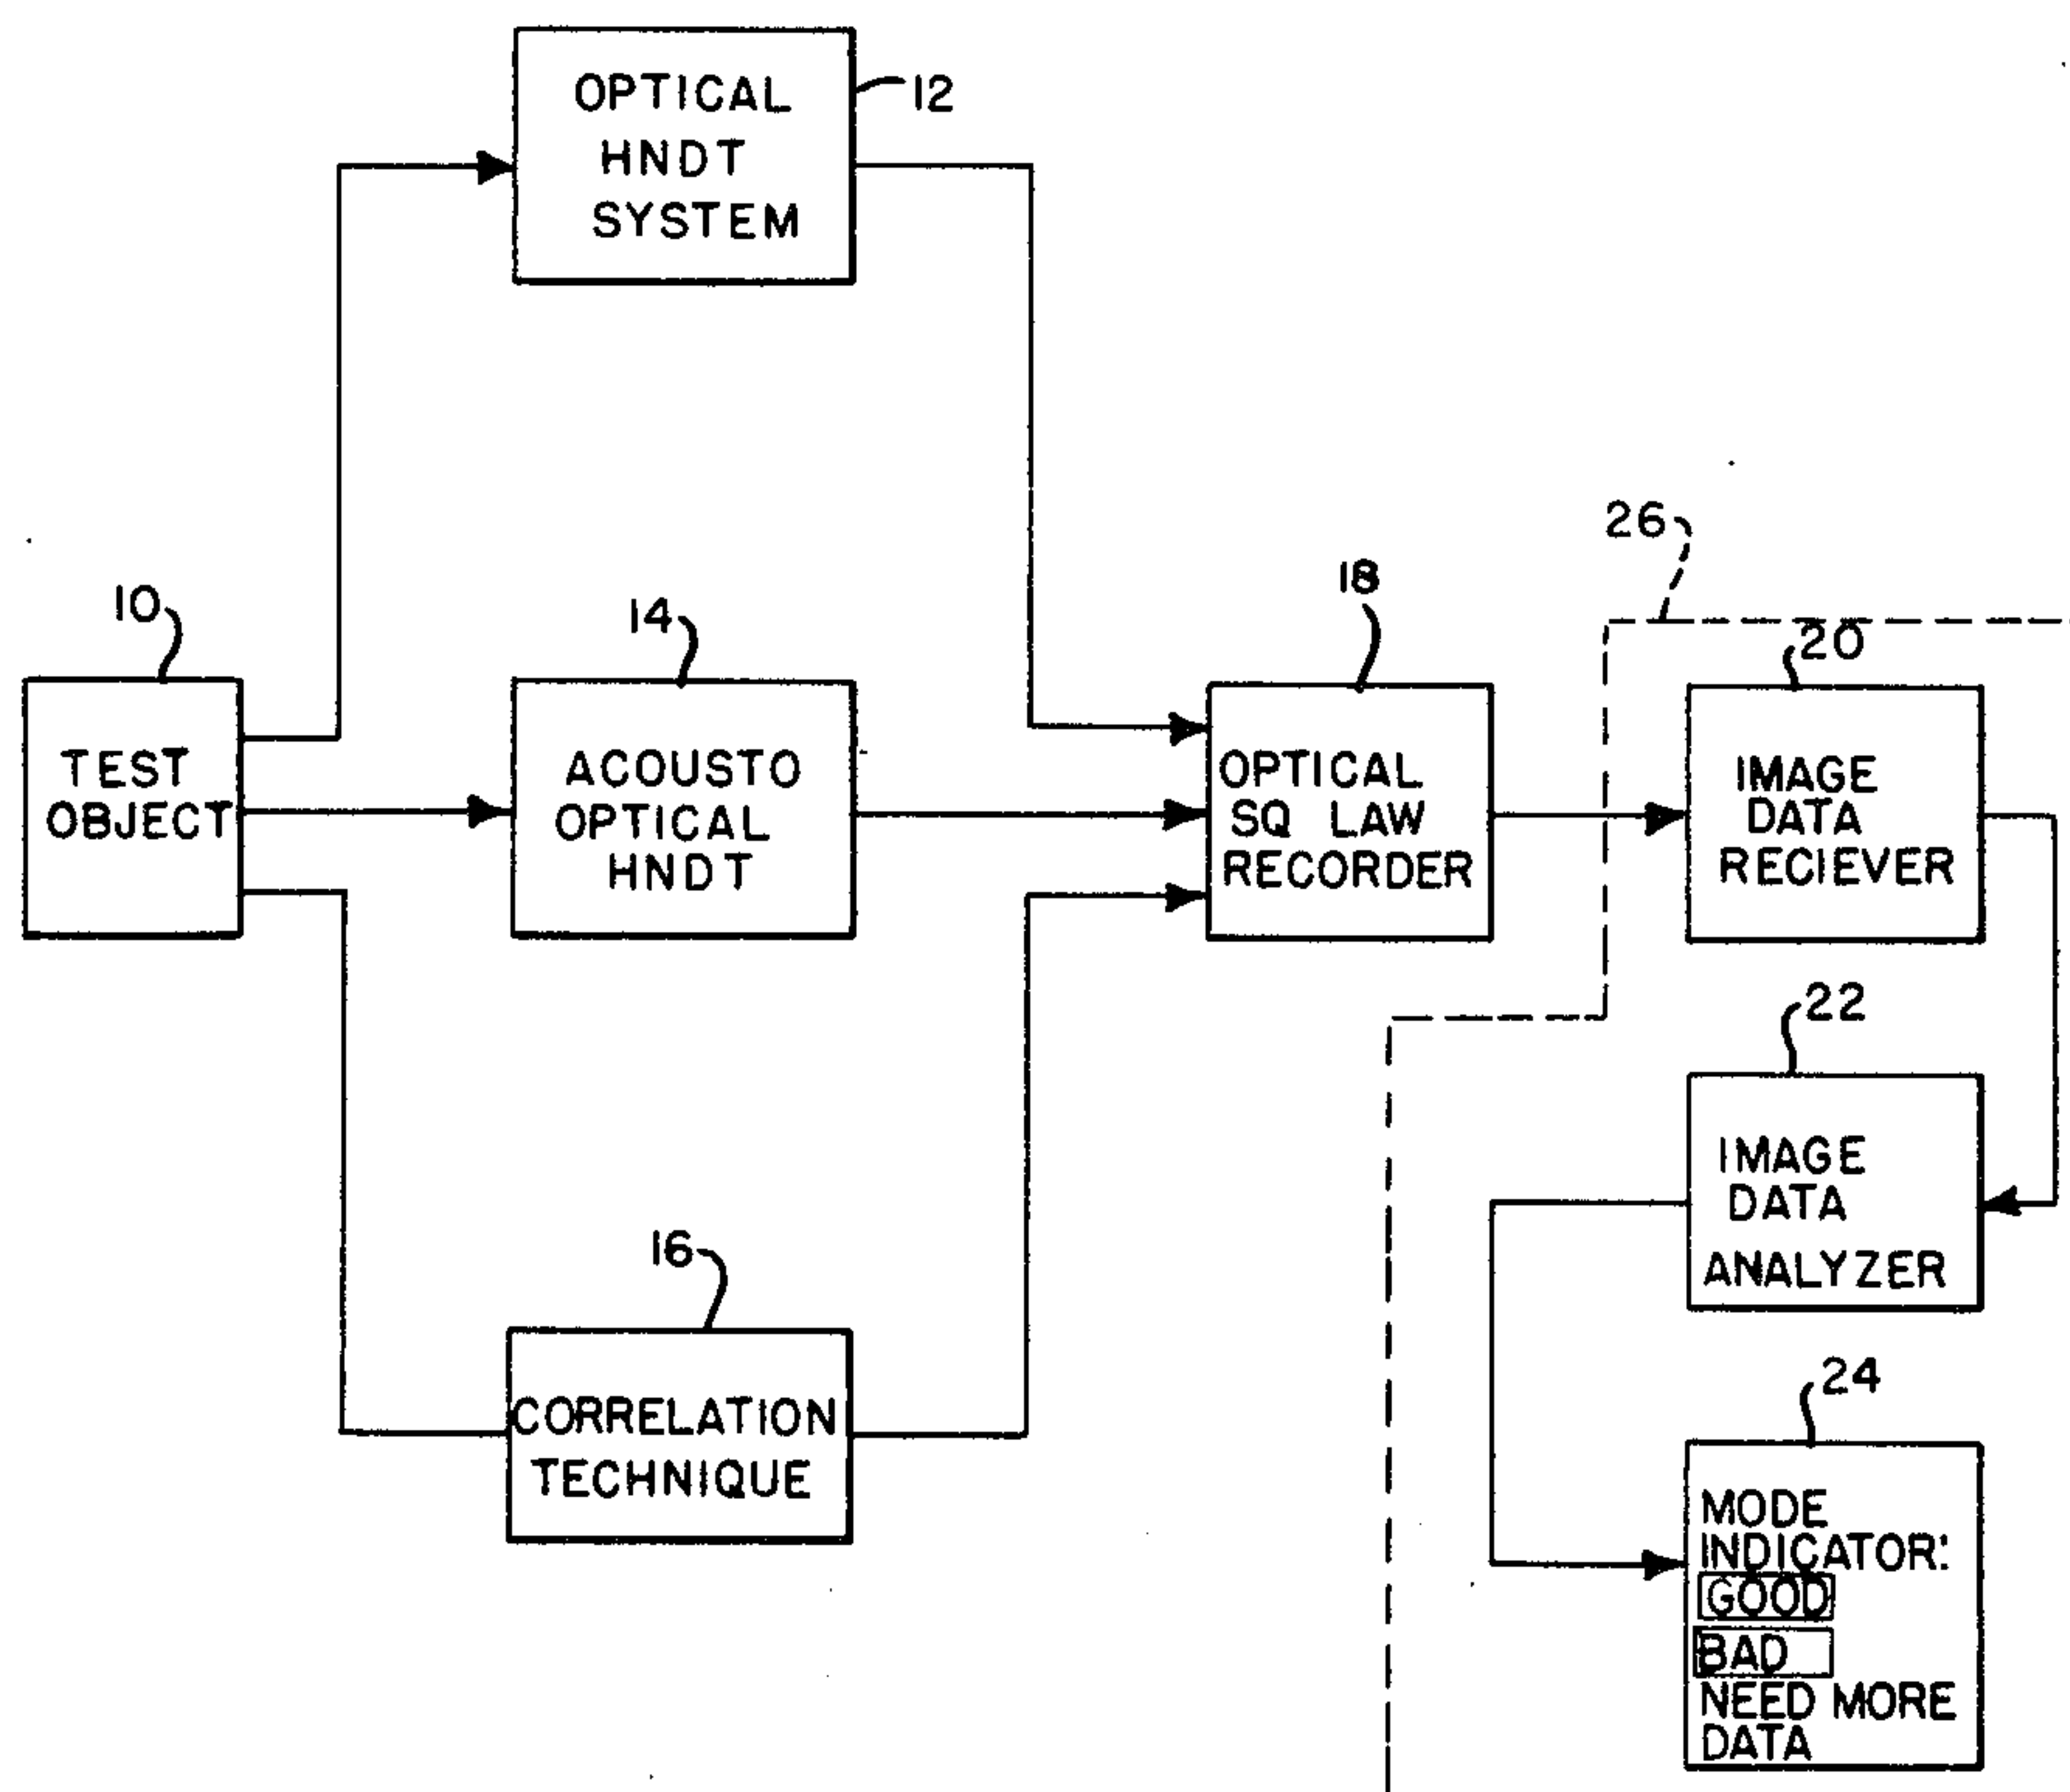 OPTICAL
HNDT
SYSTEM
12
10
TEST
OBJECT
14
ACOUSTO
OPTICAL
HNDT
16
CORRELATION
TECHNIQUE
18
OPTICAL
SQ LAW
RECORDER
26
20
IMAGE
DATA
RECIEVER
22
IMAGE
DATA
ANALYZER
24
MODE
INDICATOR:
GOOD
BAD
NEED MORE
DATA